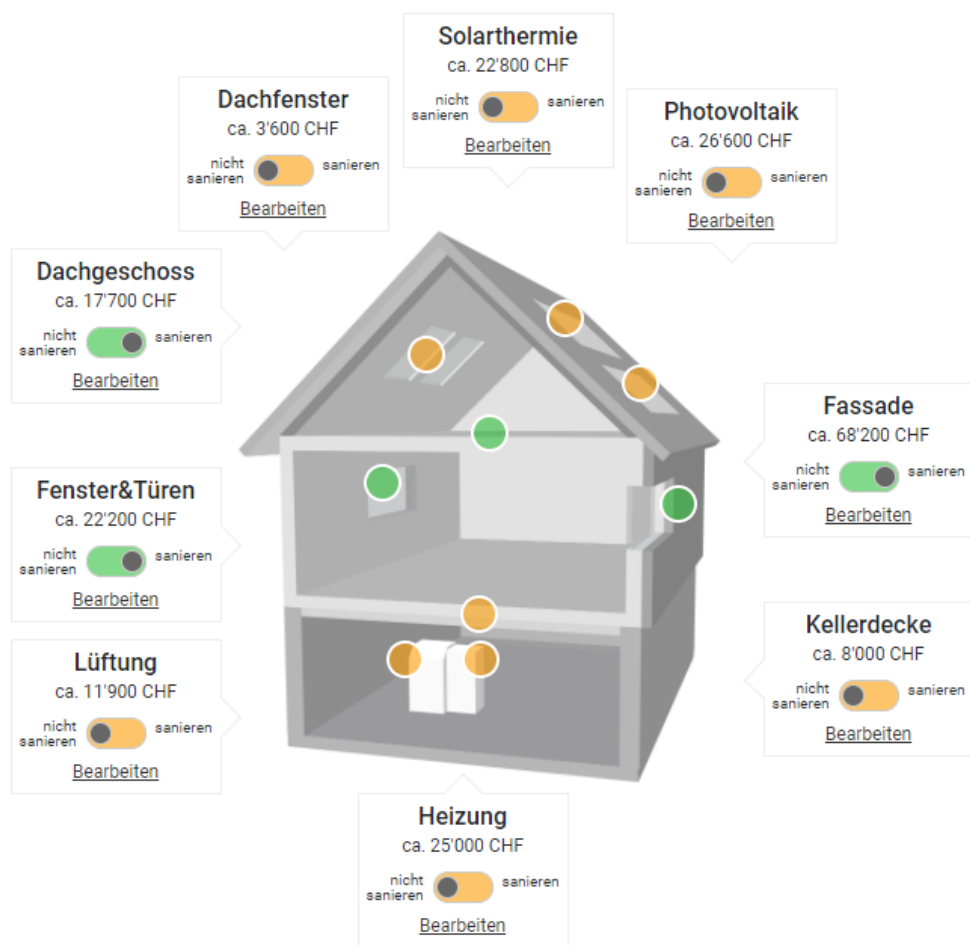 Solarthermie
ca. 22'800 CHF
nicht sanieren
sanieren
Bearbeiten
Dachfenster
ca. 3'600 CHF
nicht sanieren
sanieren
Bearbeiten
Photovoltaik
ca. 26'600 CHF
nicht sanieren
sanieren
Bearbeiten
Dachgeschoss
ca. 17'700 CHF
nicht sanieren
sanieren
Bearbeiten
Fassade
ca. 68'200 CHF
nicht sanieren
sanieren
Bearbeiten
Fenster&Türen
ca. 22'200 CHF
nicht sanieren
sanieren
Bearbeiten
Kellerdecke
ca. 8'000 CHF
nicht sanieren
sanieren
Bearbeiten
Lüftung
ca. 11'900 CHF
nicht sanieren
sanieren
Bearbeiten
Heizung
ca. 25'000 CHF
nicht sanieren
sanieren
Bearbeiten